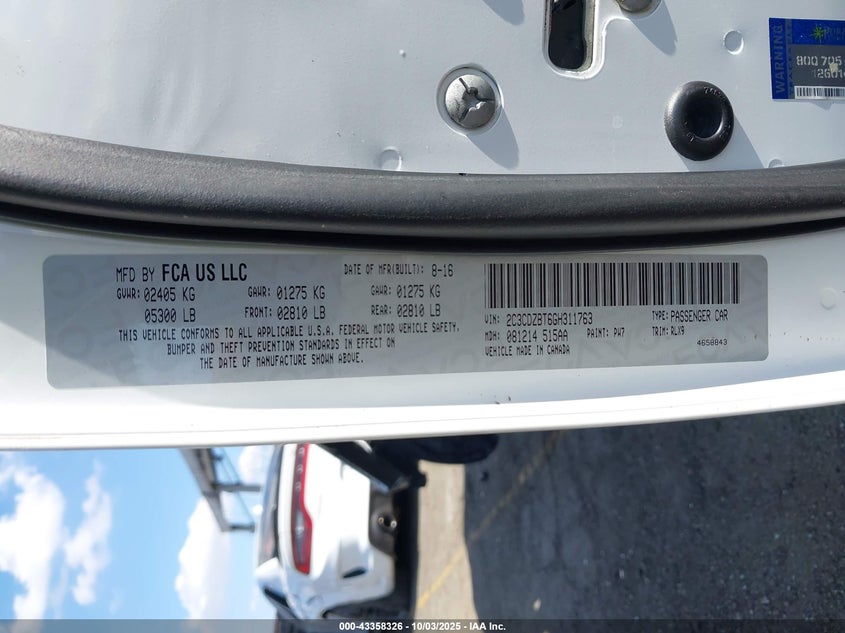 WARNING
800 705
MFD BY FCA US LLC
DATE OF MFR(BUILT): 8-16
GVWR: 02405 KG
GAWR: 01275 KG
GAWR: 01275 KG
05300 LB
FRONT: 02810 LB
REAR: 02810 LB
THIS VEHICLE CONFORMS TO ALL APPLICABLE U.S.A. FEDERAL MOTOR VEHICLE SAFETY,
BUMPER AND THEFT PREVENTION STANDARDS IN EFFECT ON
THE DATE OF MANUFACTURE SHOWN ABOVE.
VIN: 2C3CDZBT6GH311763
TYPE: PASSENGER CAR
MDH: 081214 515AA
PAINT: PW7
TRIM: RLX9
VEHICLE MADE IN CANADA
4658843
000-43358326 - 10/03/2025 - IAA Inc.